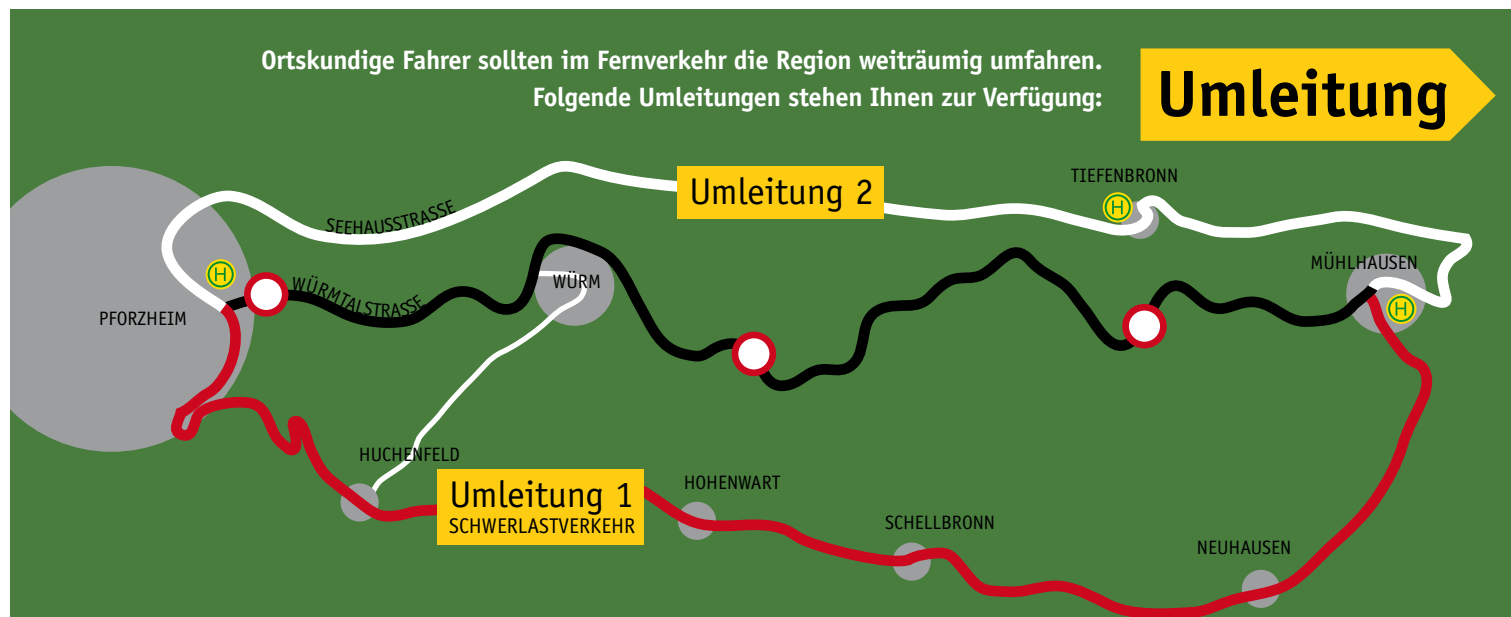 Ortskundige Fahrer sollten im Fernverkehr die Region weiträumig umfahren.
Folgende Umleitungen stehen Ihnen zur Verfügung:
Umleitung
TIEFENBRONN
Umleitung 2
H
SEEHAUSSTRASSE
MÜHLHAUSEN
H
WÜRM
WÜRMTALSTRASSE
H
PFORZHEIM
HUCHENFELD
HOHENWART
Umleitung 1
SCHWERLASTVERKEHR
SCHELLBRONN
NEUHAUSEN